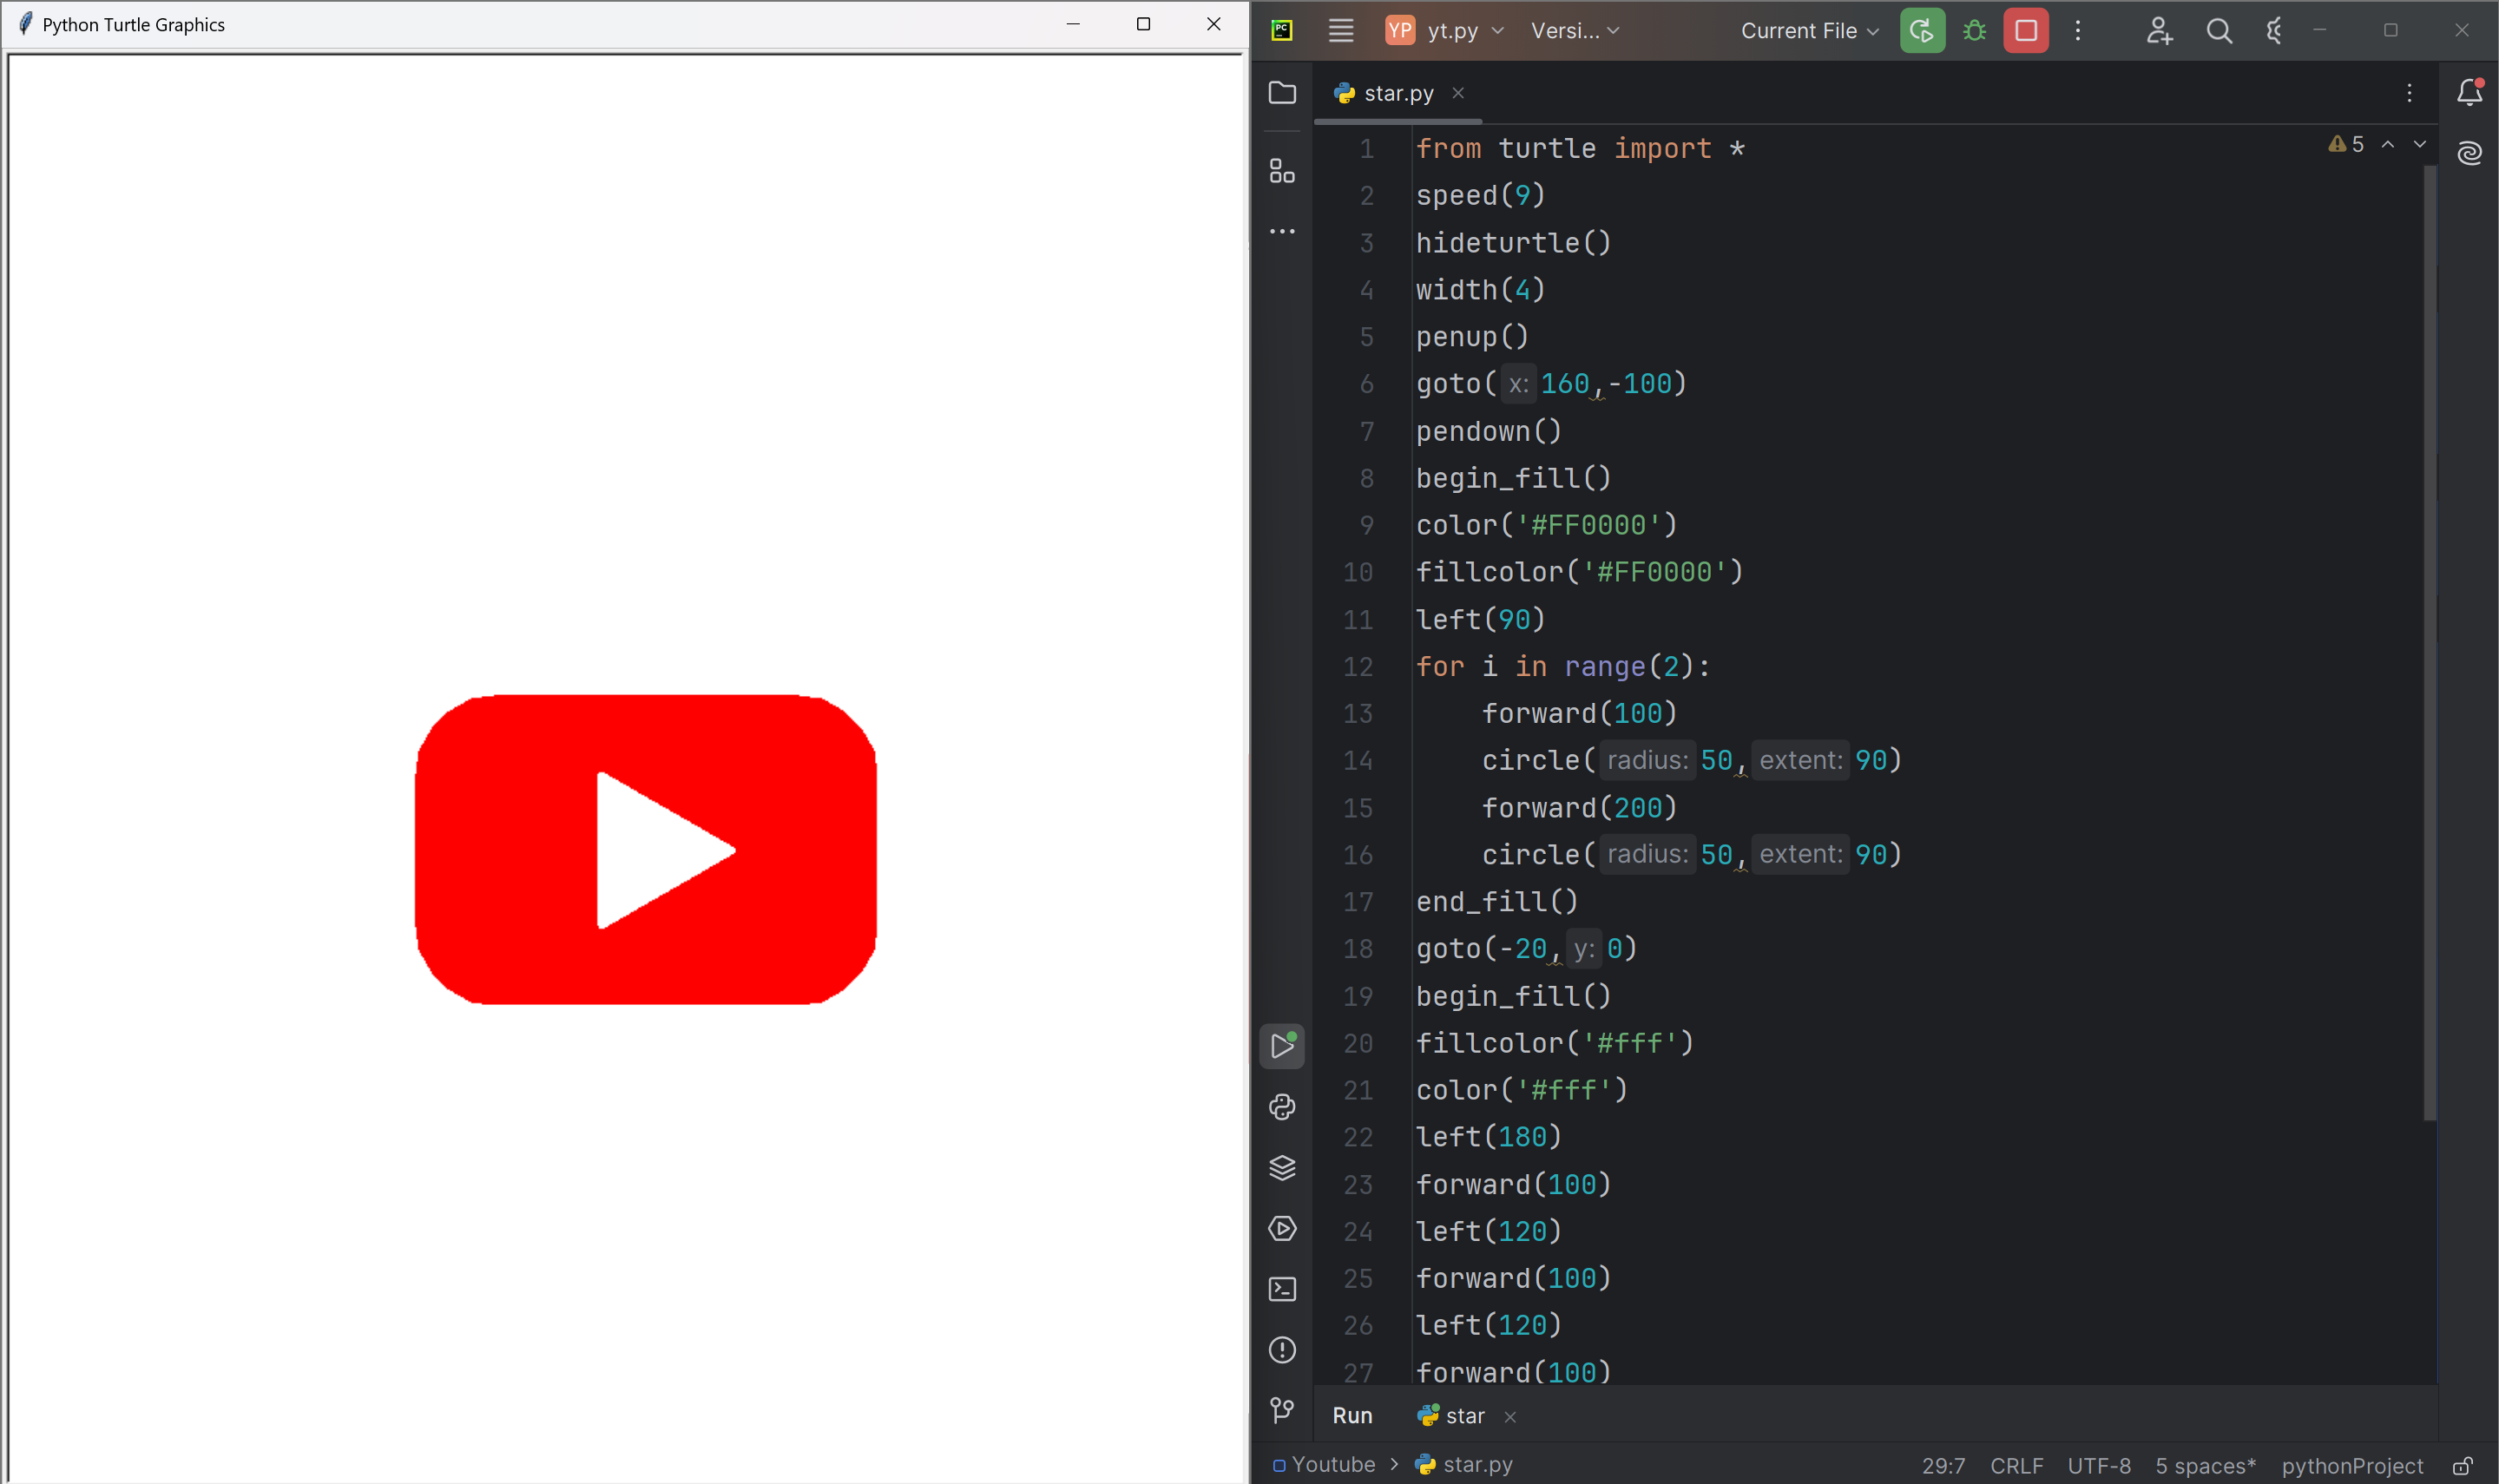 Python Turtle Graphics
PC
YP yt.py Versi... Current File
star.py
5
1 from turtle import *
2 speed(9)
3 hideturtle()
4 width(4)
5 penup()
6 goto( x: 160,-100)
7 pendown()
8 begin_fill()
9 color('#FF0000')
10 fillcolor('#FF0000')
11 left(90)
12 for i in range(2):
13 forward(100)
14 circle( radius: 50, extent: 90)
15 forward(200)
16 circle( radius: 50, extent: 90)
17 end_fill()
18 goto(-20, y: 0)
19 begin_fill()
20 fillcolor('#fff')
21 color('#fff')
22 left(180)
23 forward(100)
24 left(120)
25 forward(100)
26 left(120)
27 forward(100)
Run star
Youtube > star.py 29:7 CRLF UTF-8 5 spaces* pythonProject